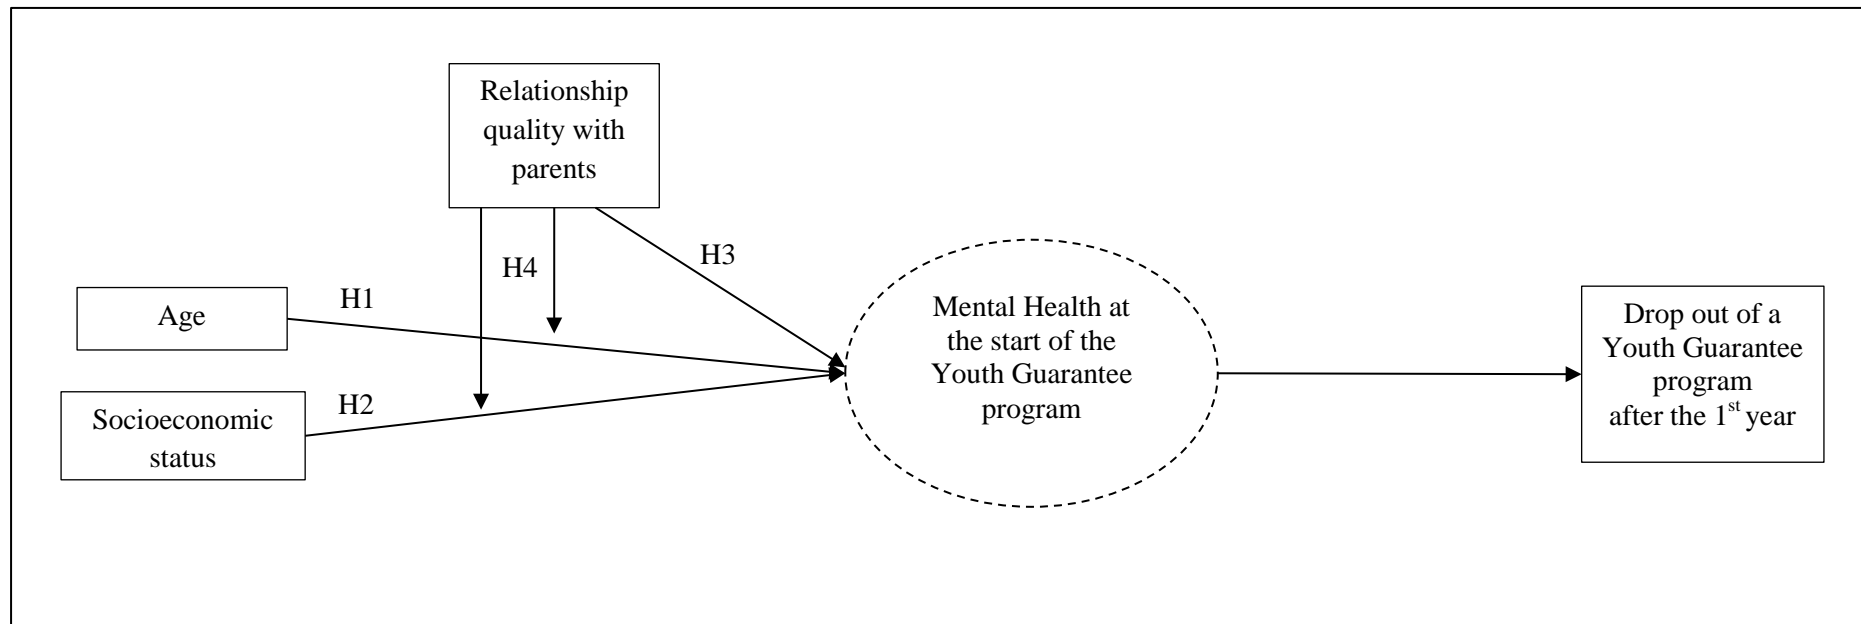 Relationship
quality with
parents
H4
H3
H1
Age
H2
Socioeconomic
status
Mental Health at
the start of the
Youth Guarantee
program
Drop out of a
Youth Guarantee
program
after the 1st year